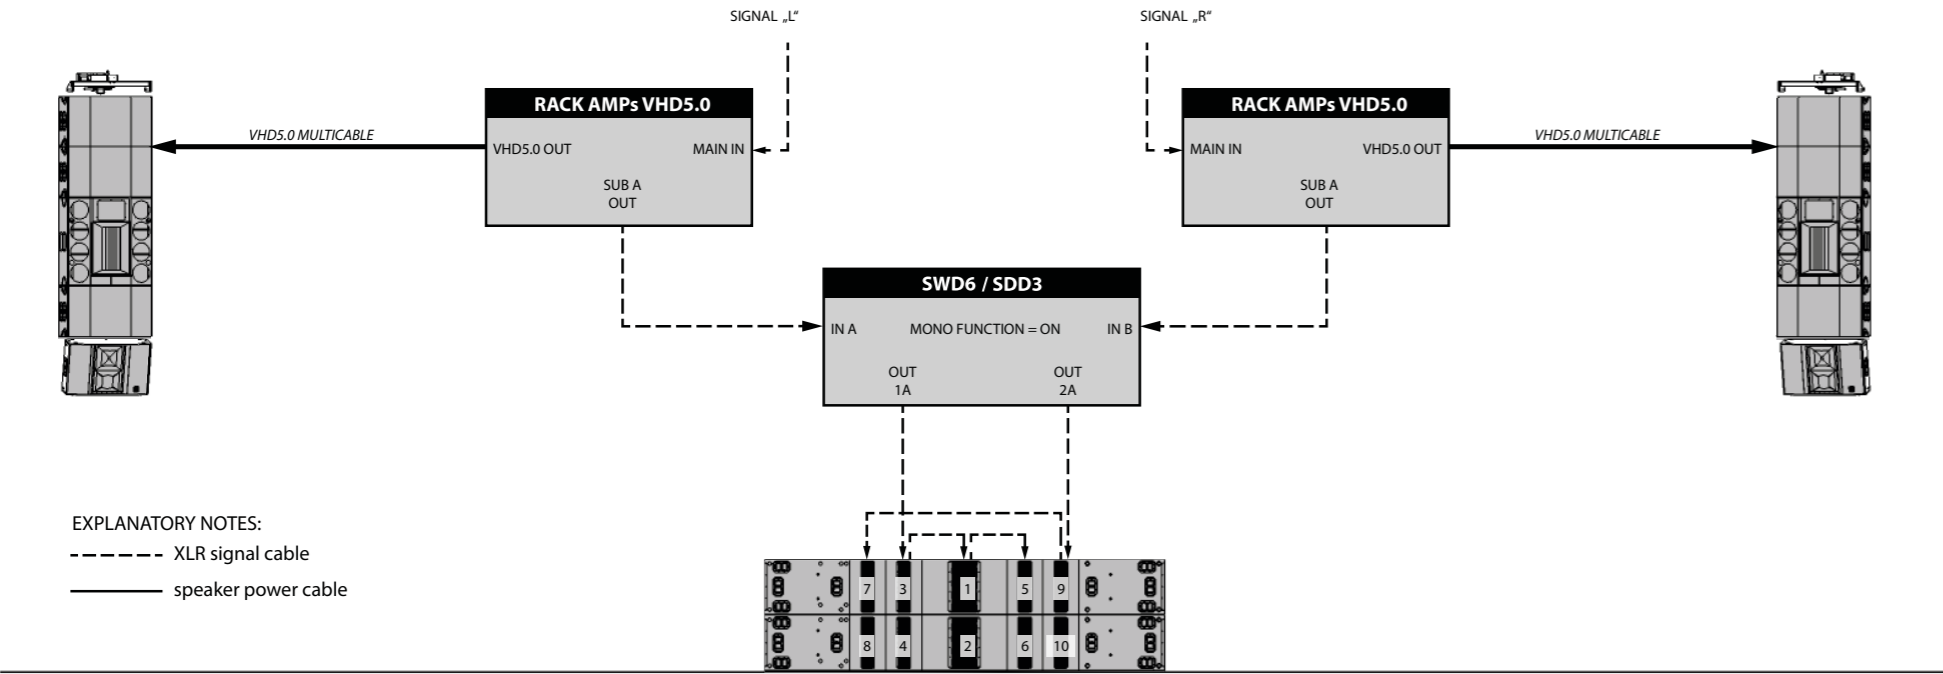 SIGNAL „L“
SIGNAL „R“
RACK AMPs VHD5.0
RACK AMPs VHD5.0
VHD5.0 MULTICABLE
VHD5.0 OUT
MAIN IN
MAIN IN
VHD5.0 OUT
VHD5.0 MULTICABLE
SUB A
OUT
SUB A
OUT
SWD6 / SDD3
IN A
MONO FUNCTION = ON
IN B
OUT
1A
OUT
2A
EXPLANATORY NOTES:
XLR signal cable
speaker power cable
7 3 1 5 9
8 4 2 6 10